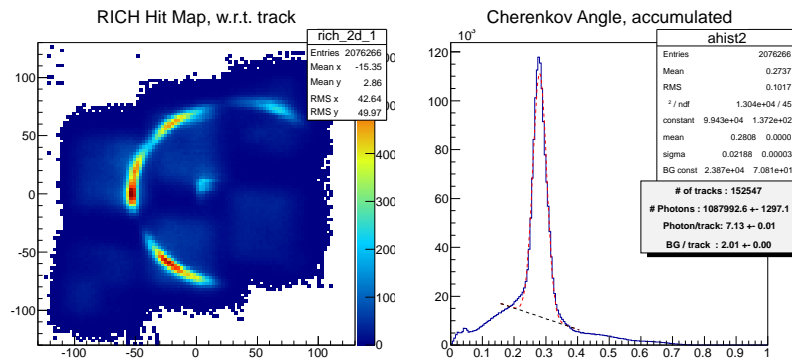 RICH Hit Map, w.r.t. track
rich_2d_1
Entries 2076266
Mean x -15.35
Mean y 2.86
RMS x 42.64
RMS y 49.97
100
50
0
-50
-100
-100 -50 0 50 100
400
300
200
100
0
Cherenkov Angle, accumulated
×10³
ahist2
Entries 2076266
Mean 0.2737
RMS 0.1017
² / ndf 1.304e+04 / 45
constant 9.943e+04 1.372e+02
mean 0.2808 0.0000
sigma 0.02188 0.00003
BG const 2.387e+04 7.081e+01
# of tracks : 152547
# Photons : 1087992.6 +- 1297.1
Photon/track: 7.13 +- 0.01
BG / track : 2.01 +- 0.00
120
100
80
60
40
20
0
0 0.1 0.2 0.3 0.4 0.5 0.6 0.7 0.8 0.9 1